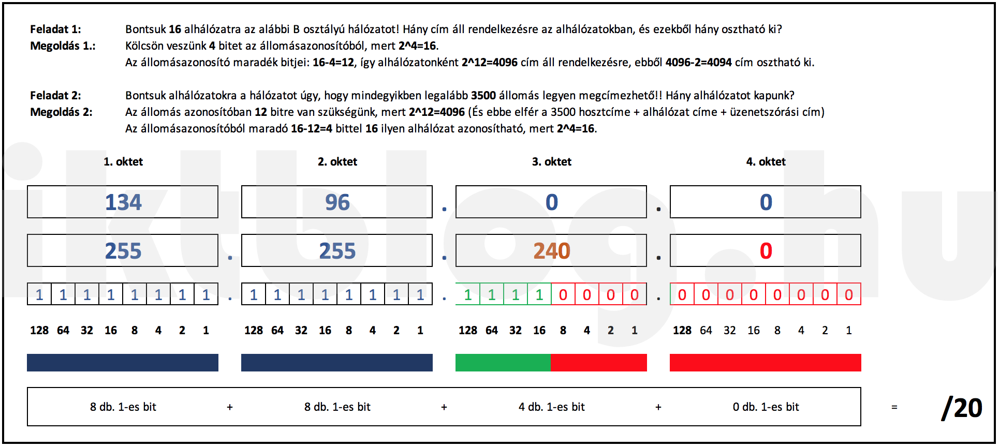 Feladat 1: Bontsuk 16 alhálózatra az alábbi B osztályú hálózatot! Hány cím áll rendelkezésre az alhálózatokban, és ezekből hány osztható ki?
Megoldás 1.: Kölcsön veszünk 4 bitet az állomásazonosítóból, mert 2^4=16.
Az állomásazonosító maradék bitjei: 16-4=12, így alhálózatonként 2^12=4096 cím áll rendelkezésre, ebből 4096-2=4094 cím osztható ki.
Feladat 2: Bontsuk alhálózatokra a hálózatot úgy, hogy mindegyikben legalább 3500 állomás legyen megcímezhető!! Hány alhálózatot kapunk?
Megoldás 2: Az állomás azonosítóban 12 bitre van szükségünk, mert 2^12=4096 (És ebbe elfér a 3500 hosztcíme + alhálózat címe + üzenetszórási cím)
Az állomásazonosítóból maradó 16-12=4 bittel 16 ilyen alhálózat azonosítható, mert 2^4=16.
1. oktet 2. oktet 3. oktet 4. oktet
134 96 . 0 . 0
255 . 255 . 240 . 0
1 1 1 1 1 1 1 1 . 1 1 1 1 1 1 1 1 . 1 1 1 1 0 0 0 0 . 0 0 0 0 0 0 0 0
128 64 32 16 8 4 2 1 128 64 32 16 8 4 2 1 128 64 32 16 8 4 2 1 128 64 32 16 8 4 2 1
8 db. 1-es bit + 8 db. 1-es bit + 4 db. 1-es bit + 0 db. 1-es bit = /20
iktblog.hu